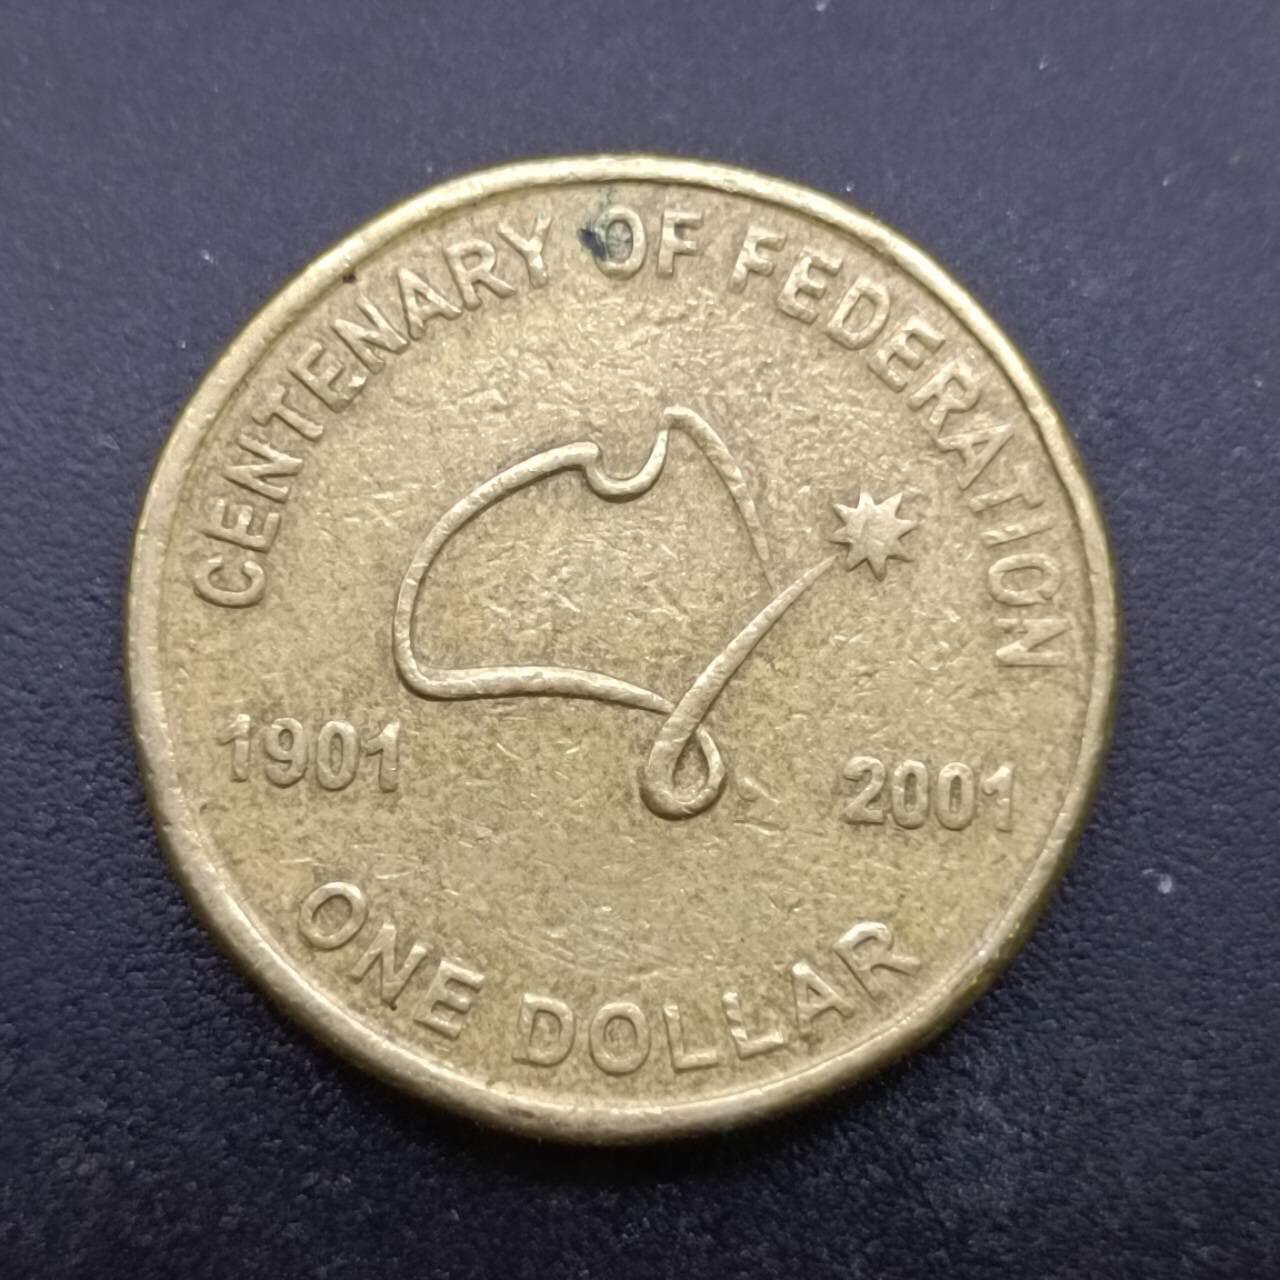 CENTENARY OF FEDERATION
1901
2001
ONE DOLLAR